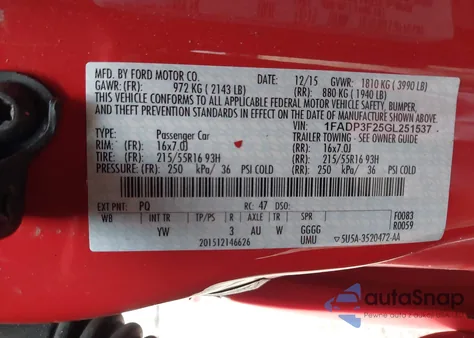 MFD. BY FORD MOTOR CO. DATE: 12/15 GVWR: 1810 KG ( 3990 LB)
GAWR: (FR): 972 KG ( 2143 LB) (RR): 880 KG ( 1940 LB)
THIS VEHICLE CONFORMS TO ALL APPLICABLE FEDERAL MOTOR VEHICLE SAFETY, BUMPER,
AND THEFT PREVENTION STANDARDS IN EFFECT ON THE DATE OF MANUFACTURE SHOWN ABOVE.
VIN: 1FADP3F25GL251537
TYPE: Passenger Car TRAILER TOWING - SEE OWNER GUIDE
RIM: (FR): 16x7.0J (RR): 16x7.0J
TIRE: (FR): 215/55R16 93H (RR): 215/55R16 93H
PRESSURE: (FR): 250 kPa/ 36 PSI COLD (RR): 250 kPa/ 36 PSI COLD
EXT PNT: PQ RC: 47 DSO: F0083
WB INT TR TP/PS R AXLE TR SPR R0059
YW 3 AU W GGGG
201512146626 UMU 5U5A-3520472-AA
autoSnap